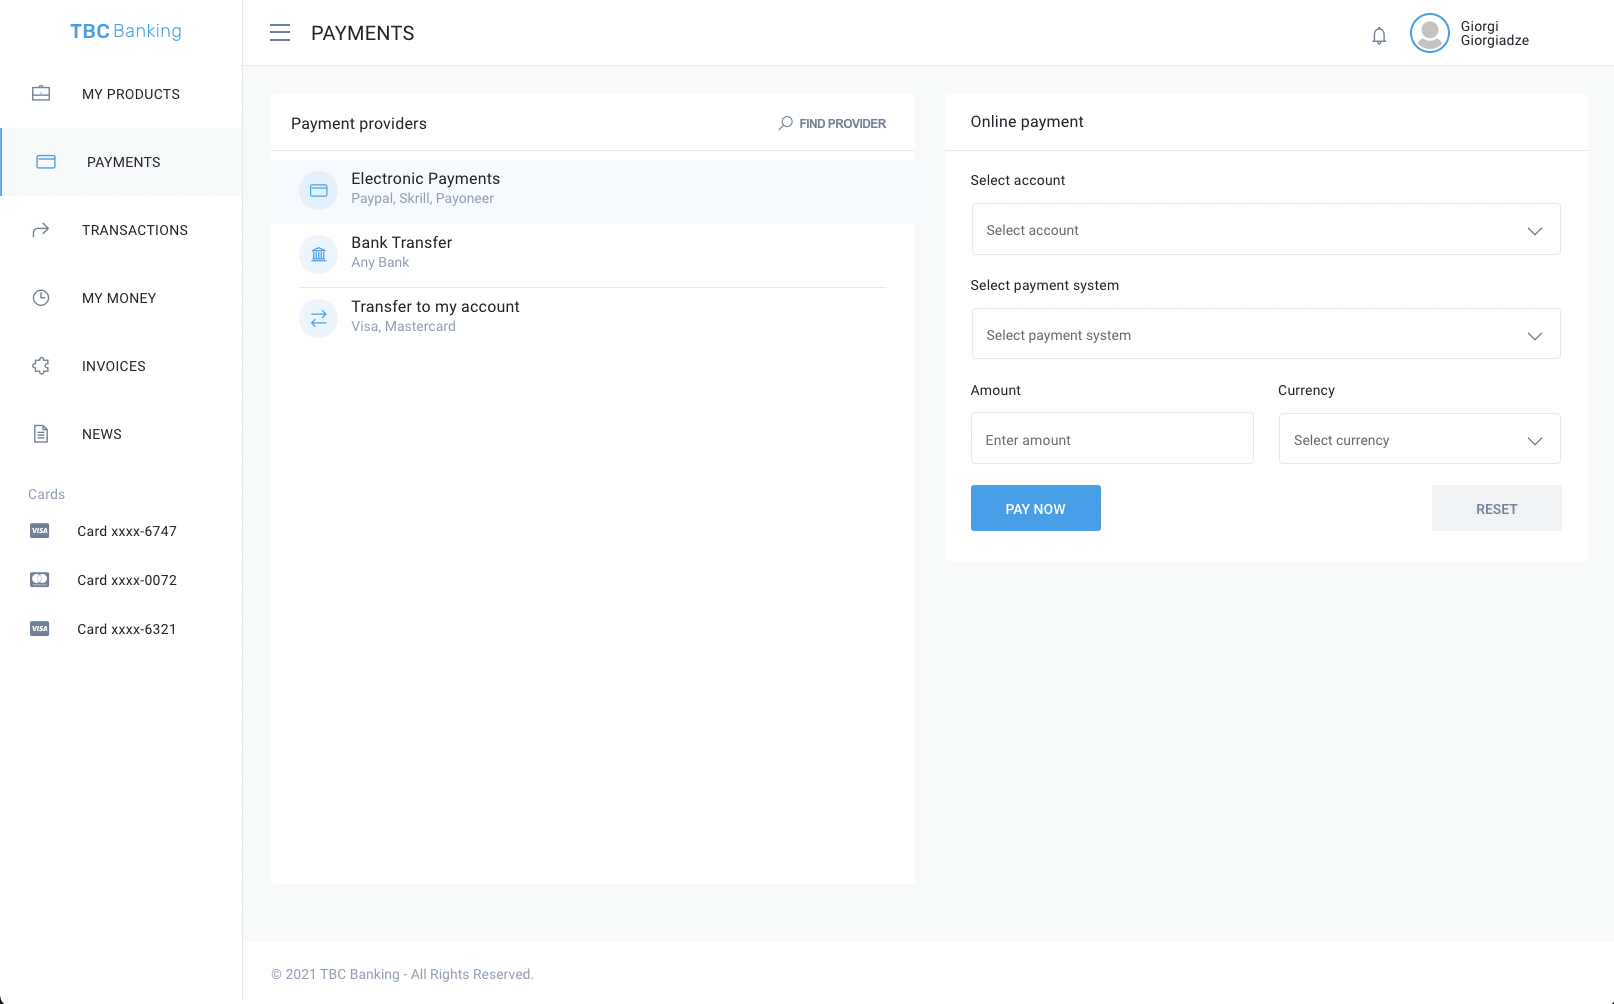 TBC Banking
MY PRODUCTS
PAYMENTS
TRANSACTIONS
MY MONEY
INVOICES
NEWS
Cards
VISA Card xxxx-6747
Card xxxx-0072
VISA Card xxxx-6321
PAYMENTS
Giorgi
Giorgiadze
Payment providers
FIND PROVIDER
Electronic Payments
Paypal, Skrill, Payoneer
Bank Transfer
Any Bank
Transfer to my account
Visa, Mastercard
Online payment
Select account
Select account
Select payment system
Select payment system
Amount
Currency
Enter amount
Select currency
PAY NOW
RESET
© 2021 TBC Banking - All Rights Reserved.